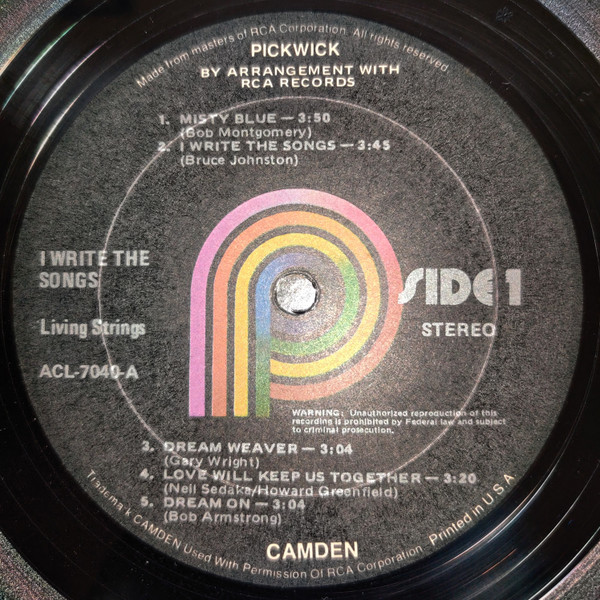 Made from masters of RCA Corporation. All rights reserved.
PICKWICK
BY ARRANGEMENT WITH
RCA RECORDS
1. MISTY BLUE — 3:50
(Bob Montgomery)
2. I WRITE THE SONGS — 3:45
(Bruce Johnston)
I WRITE THE
SONGS
Living Strings
ACL-7040-A
SIDE 1
STEREO
WARNING: Unauthorized reproduction of this
recording is prohibited by Federal law and subject
to criminal prosecution.
3. DREAM WEAVER — 3:04
(Gary Wright)
4. LOVE WILL KEEP US TOGETHER — 3:20
(Neil Sedaka/Howard Greenfield)
5. DREAM ON — 3:04
(Bob Armstrong)
CAMDEN
Trademark CAMDEN Used With Permission Of RCA Corporation. Printed in U.S.A.